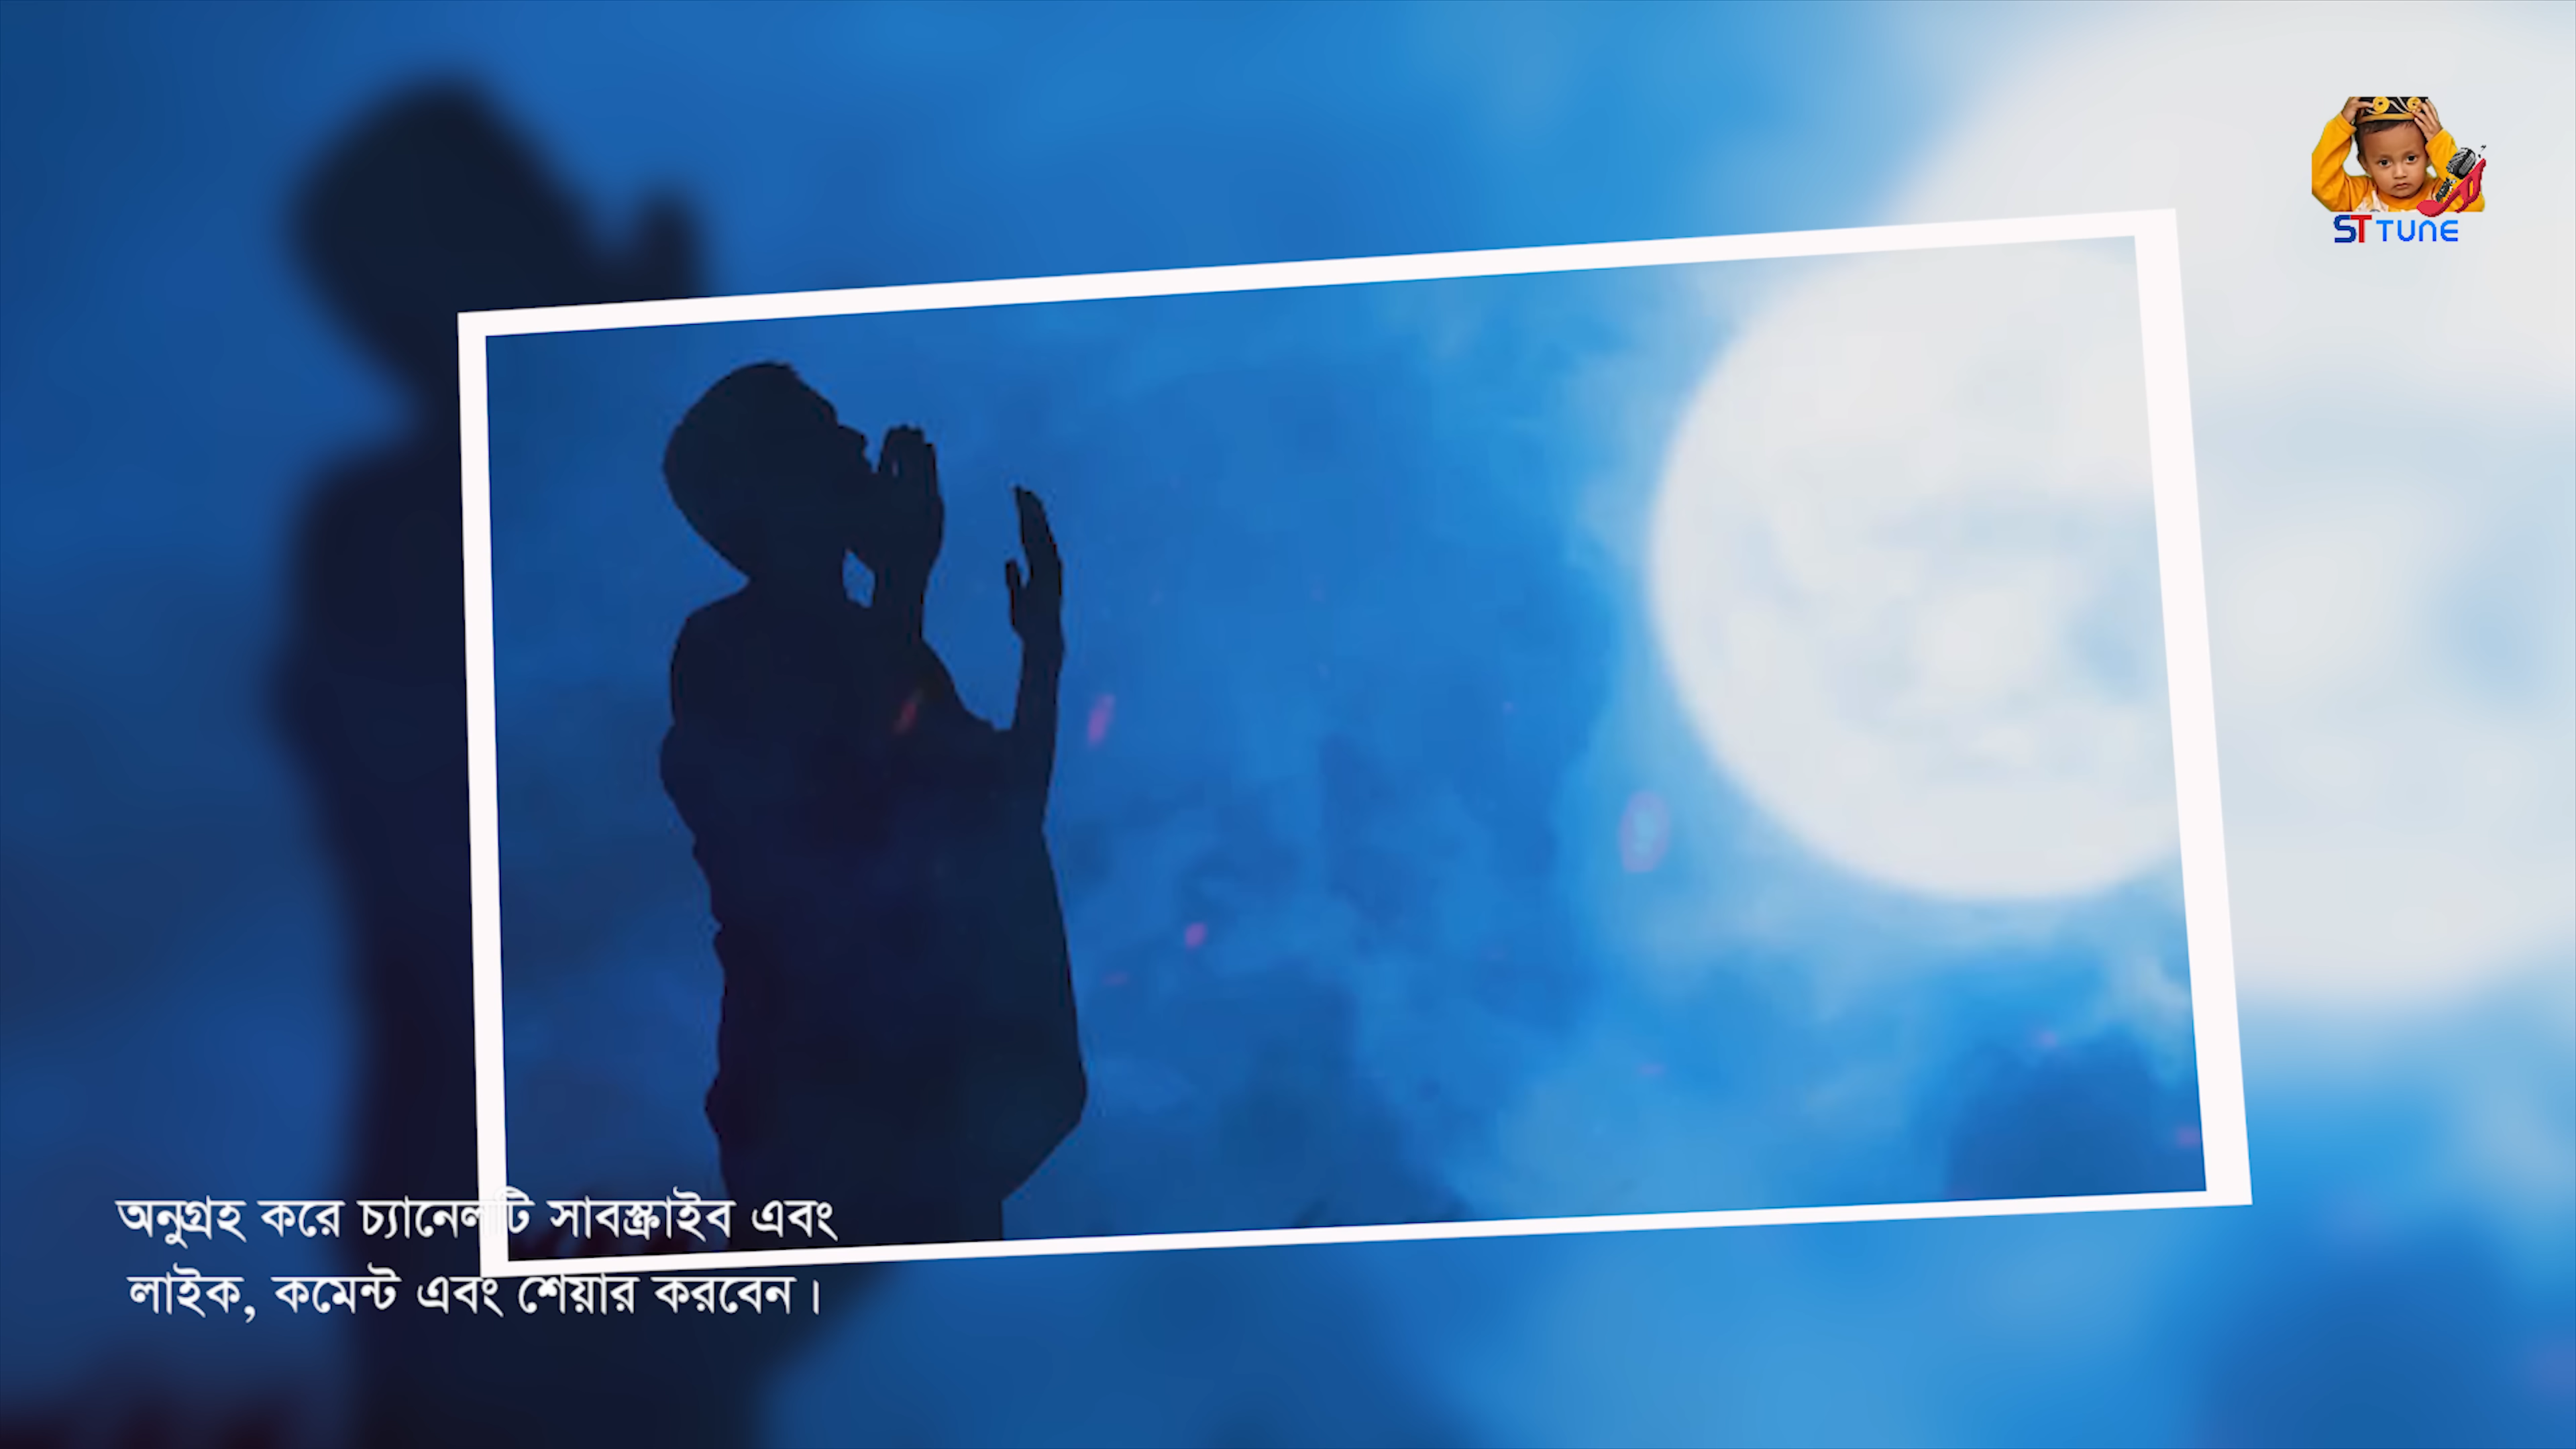 ST TUNE
অনুগ্রহ করে চ্যানেলটি সাবস্ক্রাইব এবং
লাইক, কমেন্ট এবং শেয়ার করবেন।